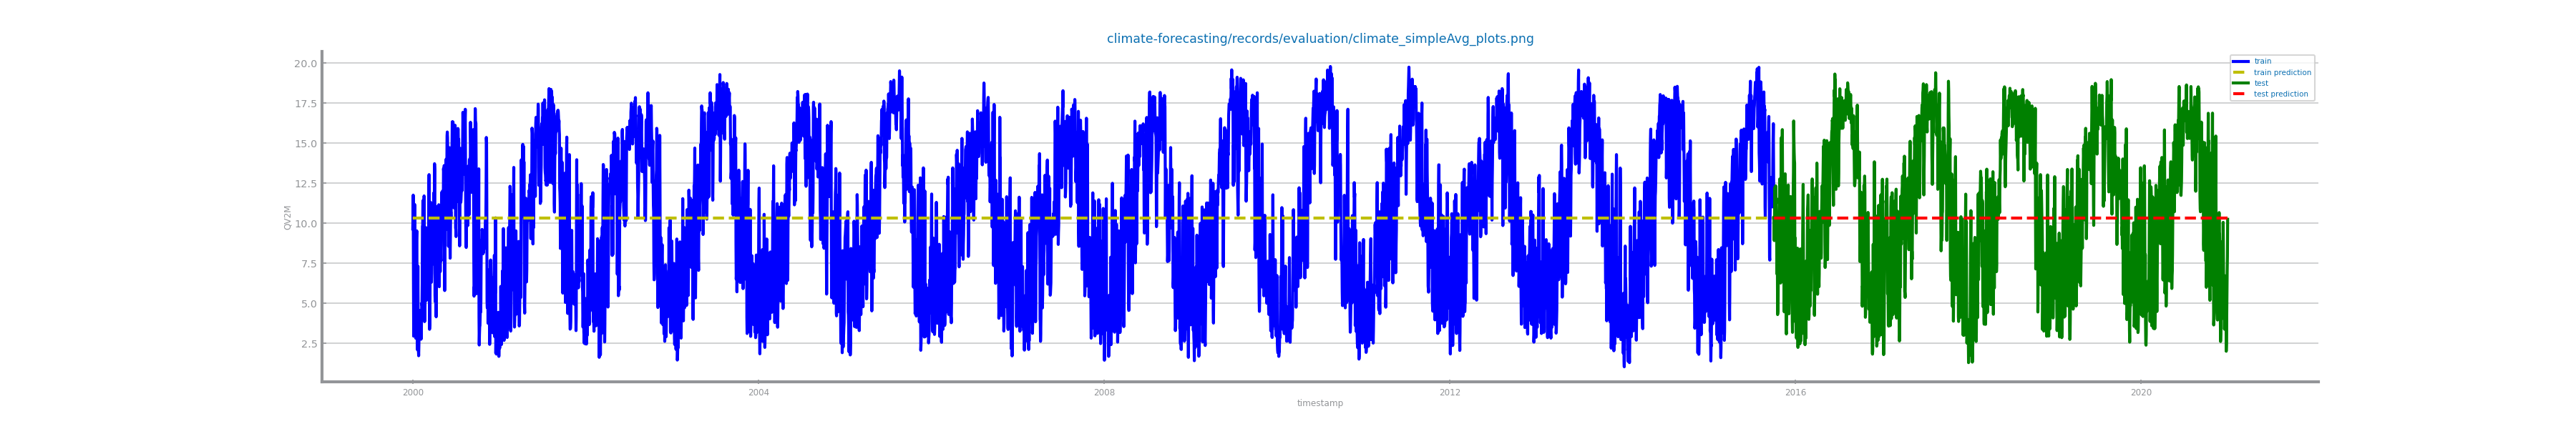 climate-forecasting/records/evaluation/climate_simpleAvg_plots.png
20.0
17.5
15.0
12.5
10.0
7.5
5.0
2.5
QV2M
train
train prediction
test
test prediction
2000
2004
2008
2012
2016
2020
timestamp